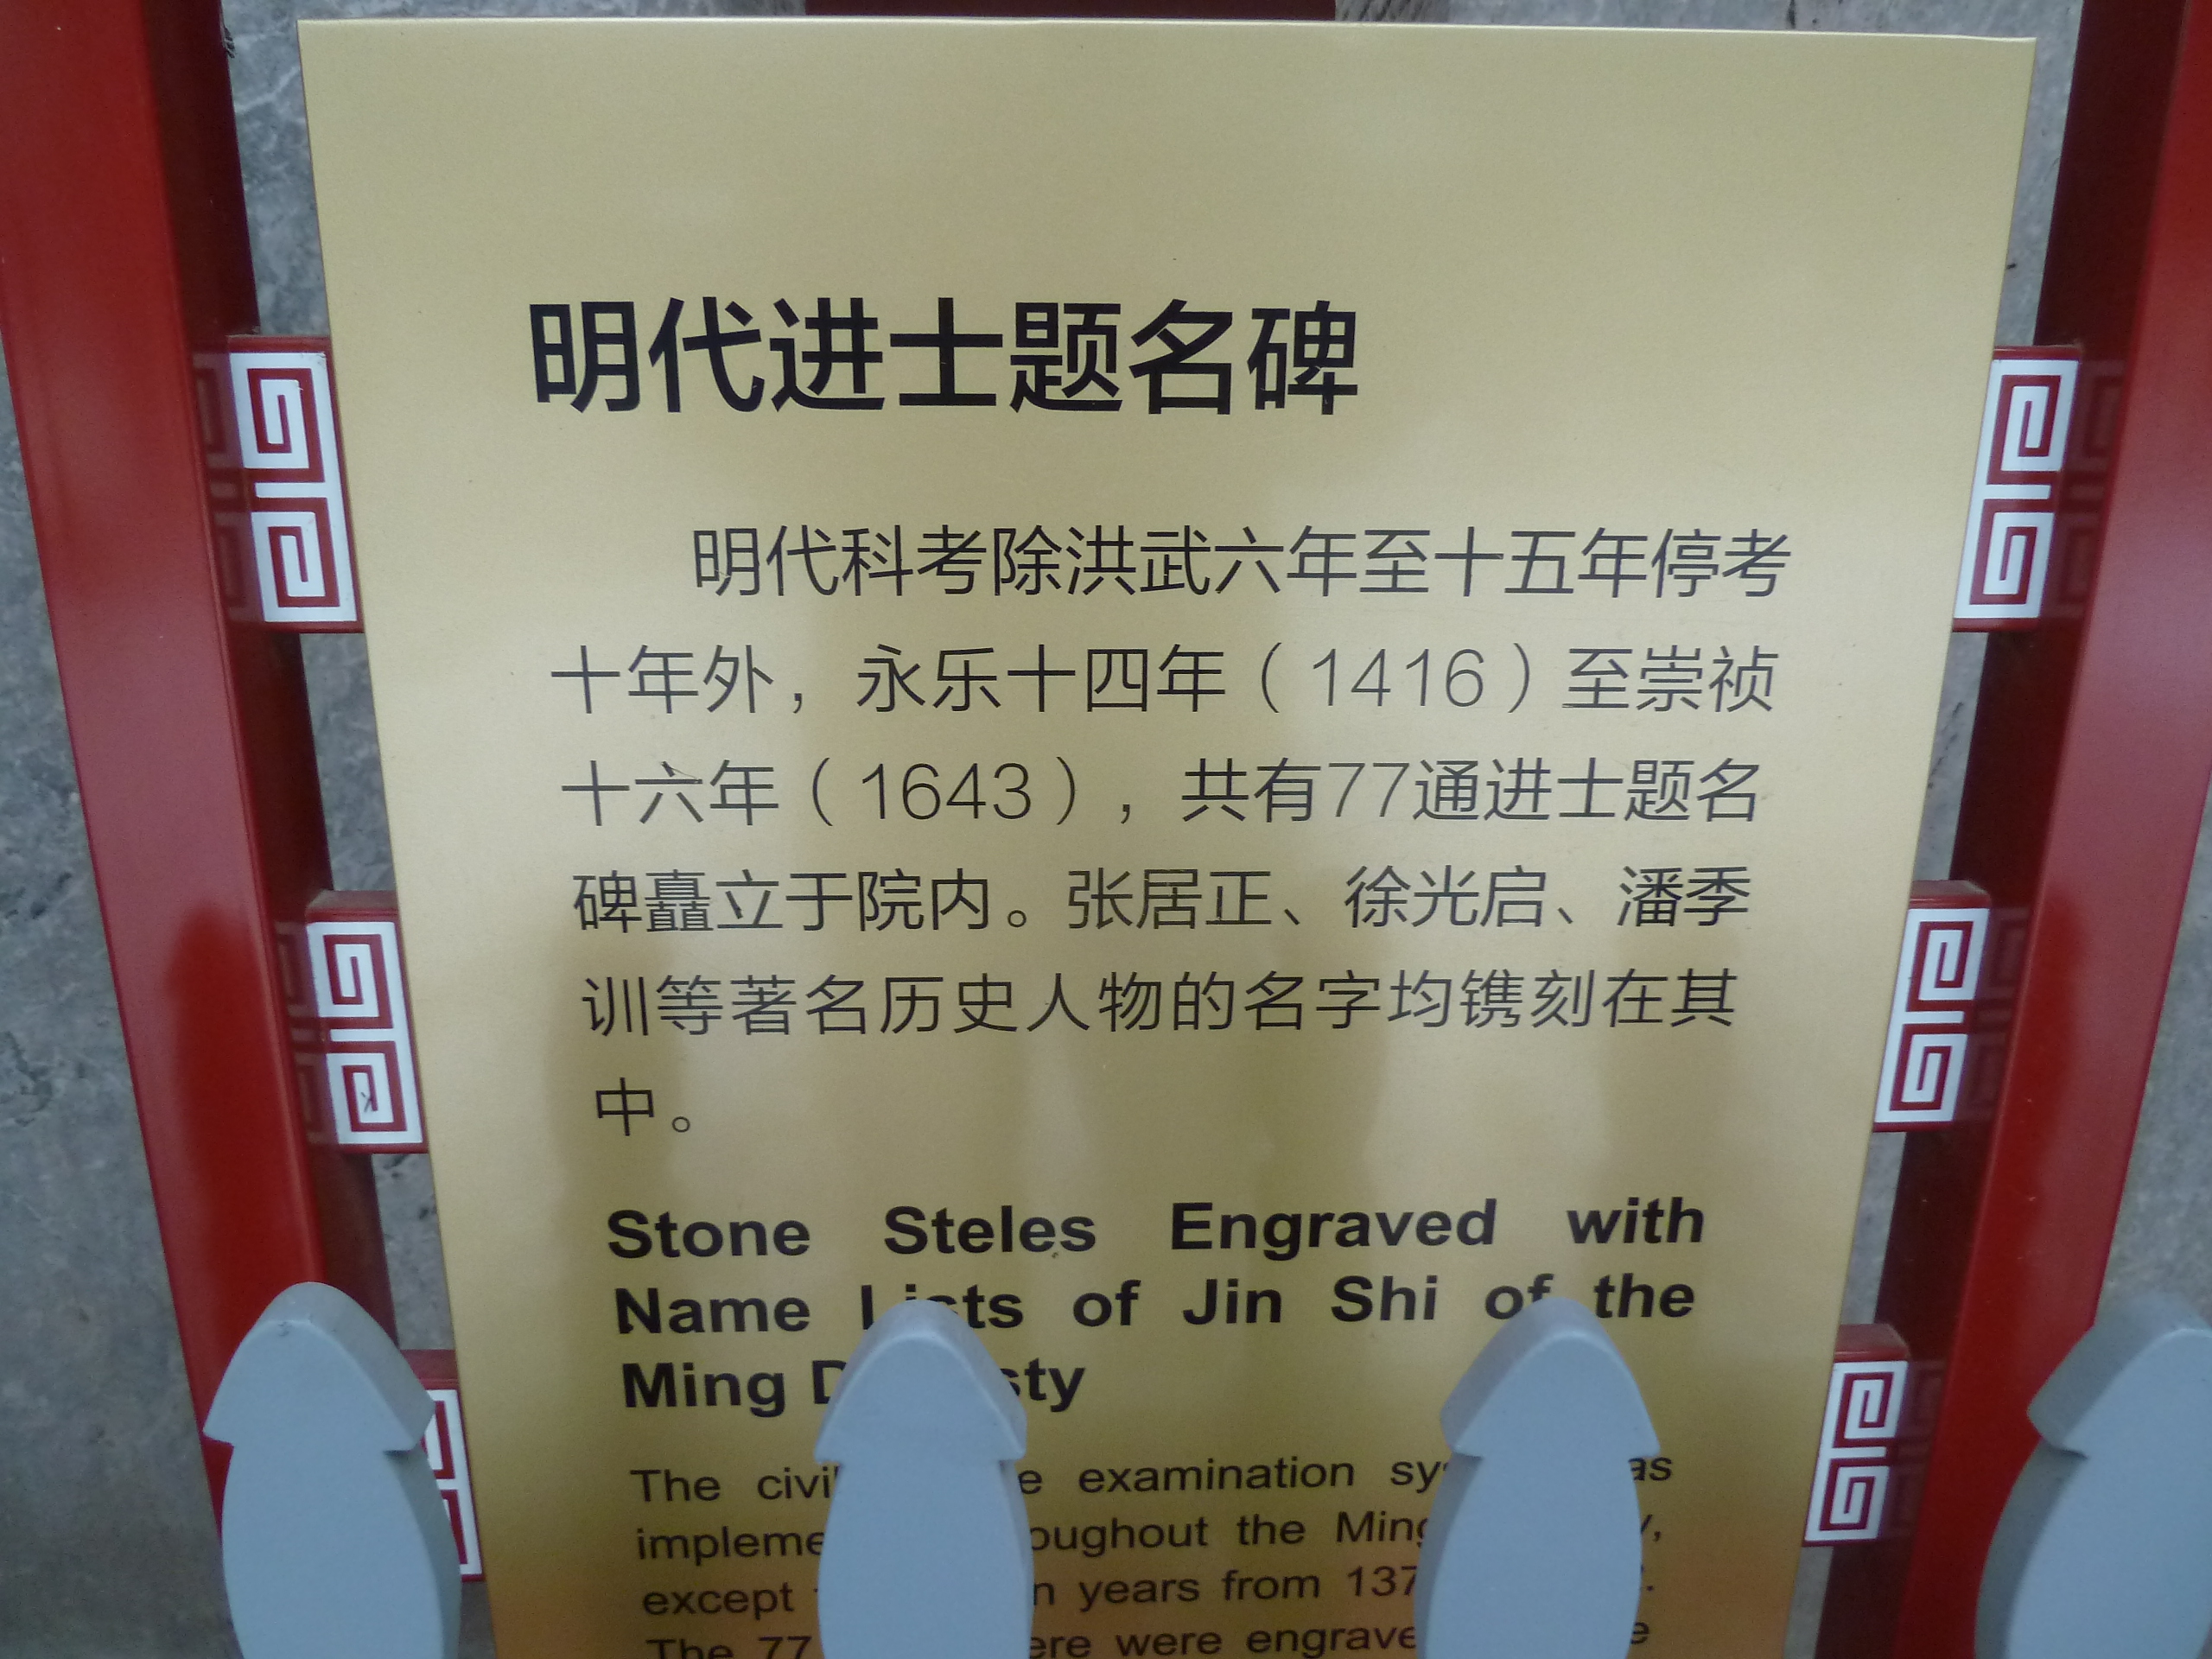 明代进士题名碑
明代科考除洪武六年至十五年停考
十年外，永乐十四年（1416）至崇祯
十六年（1643），共有77通进士题名
碑矗立于院内。张居正、徐光启、潘季
训等著名历史人物的名字均镌刻在其
中。
Stone Steles Engraved with
Name Lists of Jin Shi of the
Ming
The examination
the
except years from
The 77 were